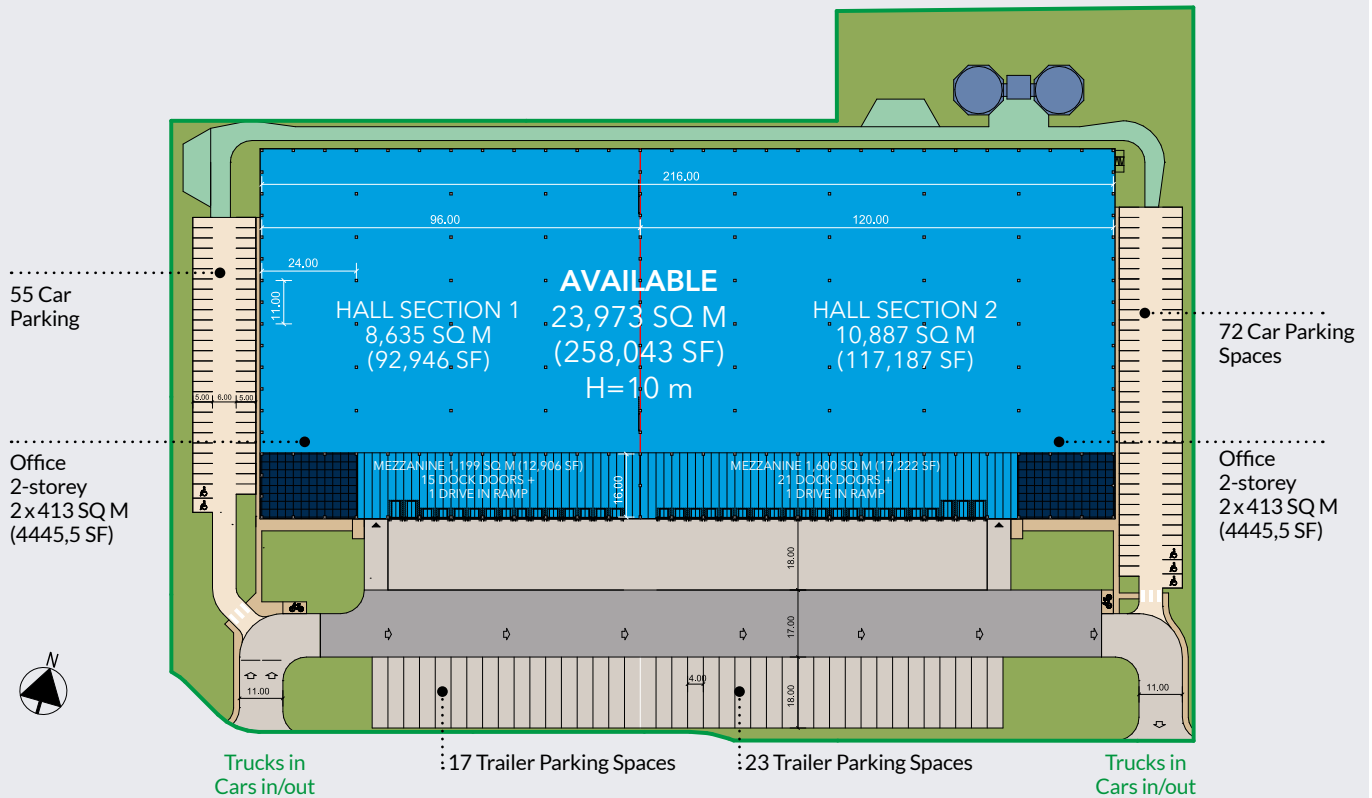 216.00
96.00
120.00
24.00
11.00
AVAILABLE
23,973 SQ M
(258,043 SF)
H=10 m
HALL SECTION 1
8,635 SQ M
(92,946 SF)
HALL SECTION 2
10,887 SQ M
(117,187 SF)
55 Car
Parking
72 Car Parking
Spaces
5.00
6.00
5.00
Office
2-storey
2 x 413 SQ M
(4445,5 SF)
MEZZANINE 1,199 SQ M (12,906 SF)
15 DOCK DOORS +
1 DRIVE IN RAMP
16.00
MEZZANINE 1,600 SQ M (17,222 SF)
21 DOCK DOORS +
1 DRIVE IN RAMP
Office
2-storey
2 x 413 SQ M
(4445,5 SF)
18.00
17.00
N
11.00
4.00
18.00
11.00
Trucks in
Cars in/out
17 Trailer Parking Spaces
23 Trailer Parking Spaces
Trucks in
Cars in/out